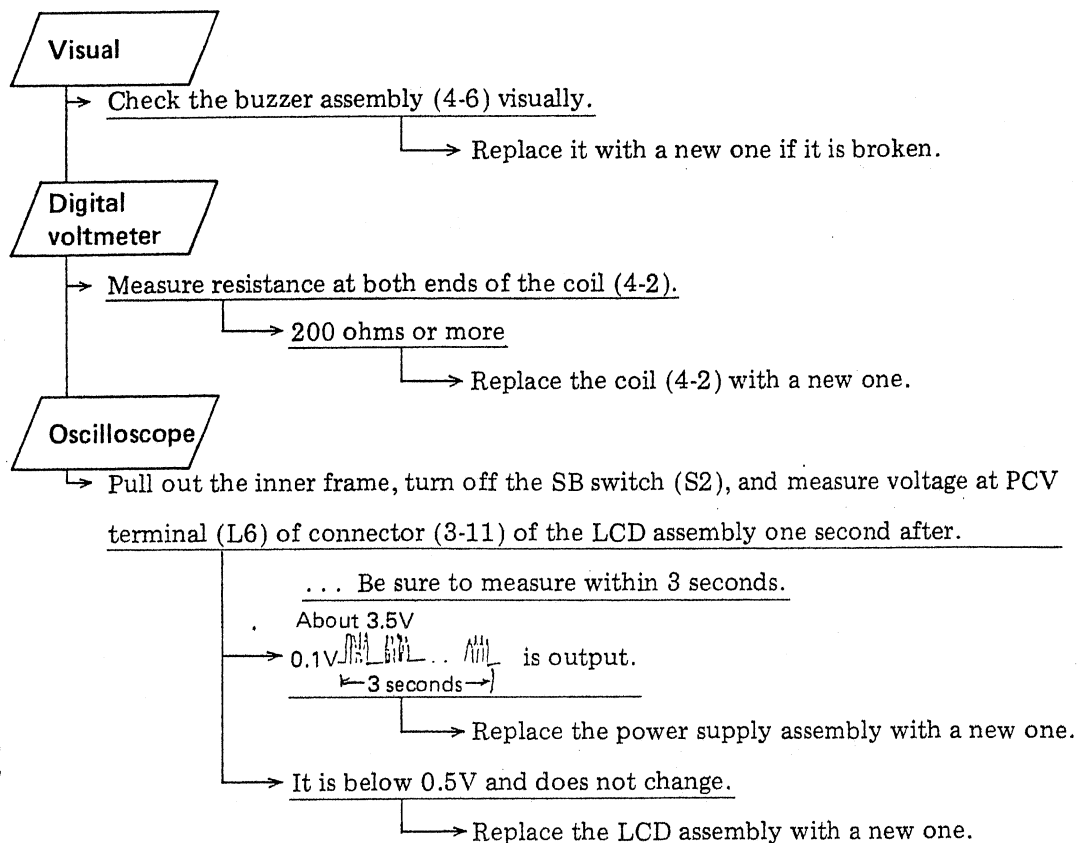 Visual
Check the buzzer assembly (4-6) visually.
Replace it with a new one if it is broken.
Digital
voltmeter
Measure resistance at both ends of the coil (4-2).
200 ohms or more
Replace the coil (4-2) with a new one.
Oscilloscope
Pull out the inner frame, turn off the SB switch (S2), and measure voltage at PCV
terminal (L6) of connector (3-11) of the LCD assembly one second after.
... Be sure to measure within 3 seconds.
About 3.5V
0.1V .. is output.
3 seconds
Replace the power supply assembly with a new one.
It is below 0.5V and does not change.
Replace the LCD assembly with a new one.